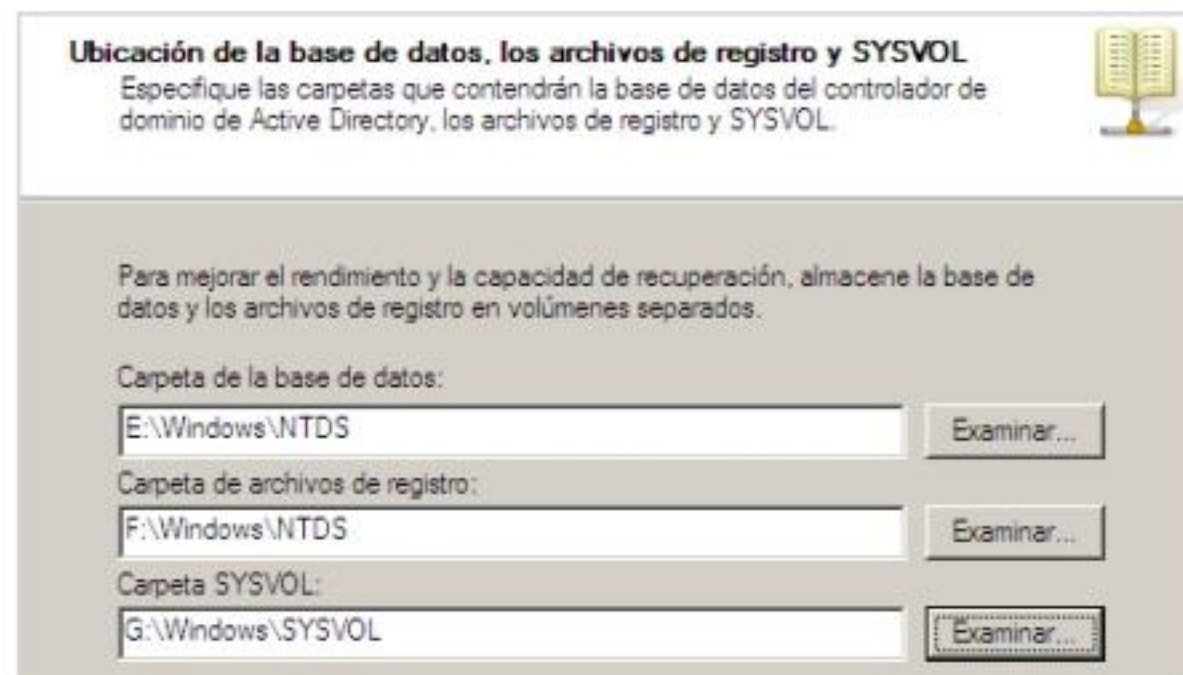 Ubicación de la base de datos, los archivos de registro y SYSVOL
Especifique las carpetas que contendrán la base de datos del controlador de
dominio de Active Directory, los archivos de registro y SYSVOL.
Para mejorar el rendimiento y la capacidad de recuperación, almacene la base de
datos y los archivos de registro en volúmenes separados.
Carpeta de la base de datos:
E:\Windows\NTDS
Examinar...
Carpeta de archivos de registro:
F:\Windows\NTDS
Examinar...
Carpeta SYSVOL:
G:\Windows\SYSVOL
Examinar...